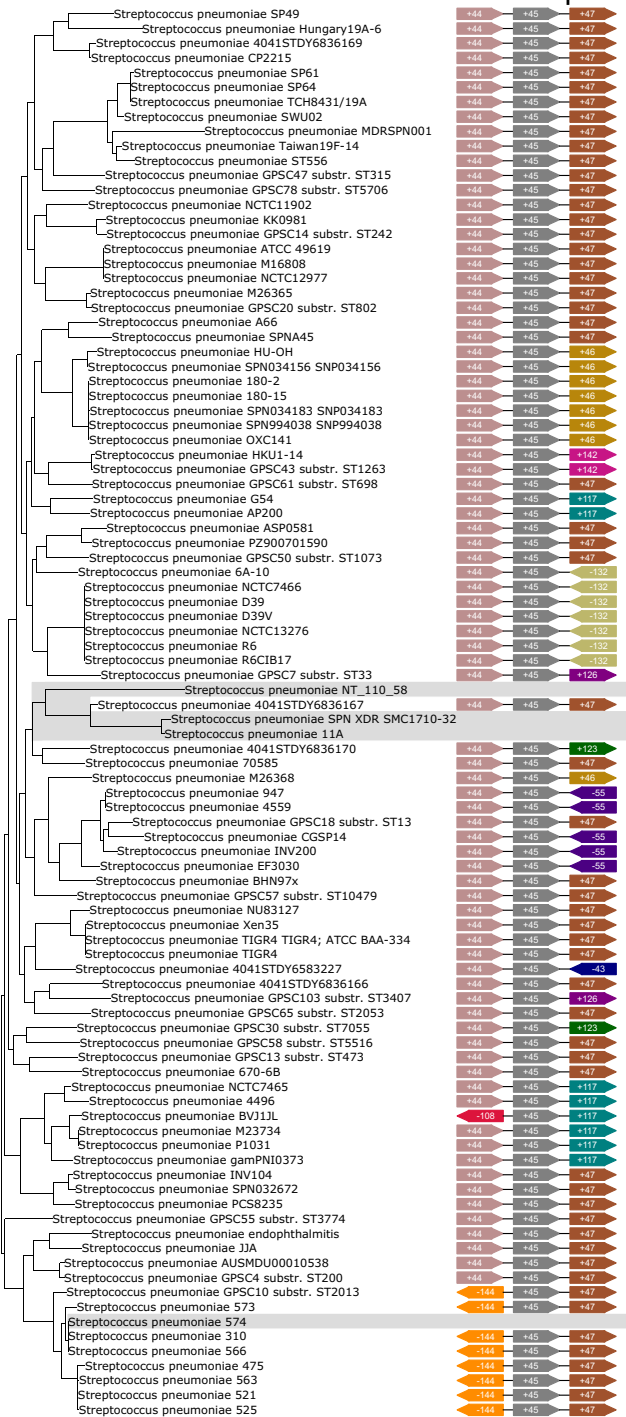 Streptococcus pneumoniae SP49 +44 +45 +47
Streptococcus pneumoniae Hungary19A-6 +44 +45 +47
Streptococcus pneumoniae 4041STDY6836169 +44 +45 +47
Streptococcus pneumoniae CP2215 +44 +45 +47
Streptococcus pneumoniae SP61 +44 +45 +47
Streptococcus pneumoniae SP64 +44 +45 +47
Streptococcus pneumoniae TCH8431/19A +44 +45 +47
Streptococcus pneumoniae SWU02 +44 +45 +47
Streptococcus pneumoniae MDRSPN001 +44 +45 +47
Streptococcus pneumoniae Taiwan19F-14 +44 +45 +47
Streptococcus pneumoniae ST556 +44 +45 +47
Streptococcus pneumoniae GPSC47 substr. ST315 +44 +45 +47
Streptococcus pneumoniae GPSC78 substr. ST5706 +44 +45 +47
Streptococcus pneumoniae NCTC11902 +44 +45 +47
Streptococcus pneumoniae KK0981 +44 +45 +47
Streptococcus pneumoniae GPSC14 substr. ST242 +44 +45 +47
Streptococcus pneumoniae ATCC 49619 +44 +45 +47
Streptococcus pneumoniae M16808 +44 +45 +47
Streptococcus pneumoniae NCTC12977 +44 +45 +47
Streptococcus pneumoniae M26365 +44 +45 +47
Streptococcus pneumoniae GPSC20 substr. ST802 +44 +45 +47
Streptococcus pneumoniae A66 +44 +45 +47
Streptococcus pneumoniae SPNA45 +44 +45 +47
Streptococcus pneumoniae HU-OH +44 +45 +46
Streptococcus pneumoniae SPN034156 SNP034156 +44 +45 +46
Streptococcus pneumoniae 180-2 +44 +45 +46
Streptococcus pneumoniae 180-15 +44 +45 +46
Streptococcus pneumoniae SPN034183 SNP034183 +44 +45 +46
Streptococcus pneumoniae SPN994038 SNP994038 +44 +45 +46
Streptococcus pneumoniae OXC141 +44 +45 +46
Streptococcus pneumoniae HKU1-14 +44 +45 +142
Streptococcus pneumoniae GPSC43 substr. ST1263 +44 +45 +142
Streptococcus pneumoniae GPSC61 substr. ST698 +44 +45 +47
Streptococcus pneumoniae G54 +44 +45 +117
Streptococcus pneumoniae AP200 +44 +45 +117
Streptococcus pneumoniae ASP0581 +44 +45 +47
Streptococcus pneumoniae PZ900701590 +44 +45 +47
Streptococcus pneumoniae GPSC50 substr. ST1073 +44 +45 +47
Streptococcus pneumoniae 6A-10 +44 +45 -132
Streptococcus pneumoniae NCTC7466 +44 +45 -132
Streptococcus pneumoniae D39 +44 +45 -132
Streptococcus pneumoniae D39V +44 +45 -132
Streptococcus pneumoniae NCTC13276 +44 +45 -132
Streptococcus pneumoniae R6 +44 +45 -132
Streptococcus pneumoniae R6CIB17 +44 +45 -132
Streptococcus pneumoniae GPSC7 substr. ST33 +44 +45 +126
Streptococcus pneumoniae NT_110_58
Streptococcus pneumoniae 4041STDY6836167 +44 +45 +47
Streptococcus pneumoniae SPN XDR SMC1710-32
Streptococcus pneumoniae 11A
Streptococcus pneumoniae 4041STDY6836170 +44 +45 +123
Streptococcus pneumoniae 70585 +44 +45 +47
Streptococcus pneumoniae M26368 +44 +45 +46
Streptococcus pneumoniae 947 +44 +45 -55
Streptococcus pneumoniae 4559 +44 +45 -55
Streptococcus pneumoniae GPSC18 substr. ST13 +44 +45 +47
Streptococcus pneumoniae CGSP14 +44 +45 -55
Streptococcus pneumoniae INV200 +44 +45 -55
Streptococcus pneumoniae EF3030 +44 +45 -55
Streptococcus pneumoniae BHN97x +44 +45 +47
Streptococcus pneumoniae GPSC57 substr. ST10479 +44 +45 +47
Streptococcus pneumoniae NU83127 +44 +45 +47
Streptococcus pneumoniae Xen35 +44 +45 +47
Streptococcus pneumoniae TIGR4 TIGR4; ATCC BAA-334 +44 +45 +47
Streptococcus pneumoniae TIGR4 +44 +45 +47
Streptococcus pneumoniae 4041STDY6583227 +44 +45 -43
Streptococcus pneumoniae 4041STDY6836166 +44 +45 +47
Streptococcus pneumoniae GPSC103 substr. ST3407 +44 +45 +126
Streptococcus pneumoniae GPSC65 substr. ST2053 +44 +45 +47
Streptococcus pneumoniae GPSC30 substr. ST7055 +44 +45 +123
Streptococcus pneumoniae GPSC58 substr. ST5516 +44 +45 +47
Streptococcus pneumoniae GPSC13 substr. ST473 +44 +45 +47
Streptococcus pneumoniae 670-6B +44 +45 +47
Streptococcus pneumoniae NCTC7465 +44 +45 +117
Streptococcus pneumoniae 4496 +44 +45 +117
Streptococcus pneumoniae BVJ1JL -108 +45 +117
Streptococcus pneumoniae M23734 +44 +45 +117
Streptococcus pneumoniae P1031 +44 +45 +117
Streptococcus pneumoniae gamPNI0373 +44 +45 +117
Streptococcus pneumoniae INV104 +44 +45 +47
Streptococcus pneumoniae SPN032672 +44 +45 +47
Streptococcus pneumoniae PCS8235 +44 +45 +47
Streptococcus pneumoniae GPSC55 substr. ST3774 +44 +45 +47
Streptococcus pneumoniae endophthalmitis +44 +45 +47
Streptococcus pneumoniae JJA +44 +45 +47
Streptococcus pneumoniae AUSMDU00010538 +44 +45 +47
Streptococcus pneumoniae GPSC4 substr. ST200 +44 +45 +47
Streptococcus pneumoniae GPSC10 substr. ST2013 -144 +45 +47
Streptococcus pneumoniae 573 -144 +45 +47
Streptococcus pneumoniae 574
Streptococcus pneumoniae 310 -144 +45 +47
Streptococcus pneumoniae 566 -144 +45 +47
Streptococcus pneumoniae 475 -144 +45 +47
Streptococcus pneumoniae 563 -144 +45 +47
Streptococcus pneumoniae 521 -144 +45 +47
Streptococcus pneumoniae 525 -144 +45 +47